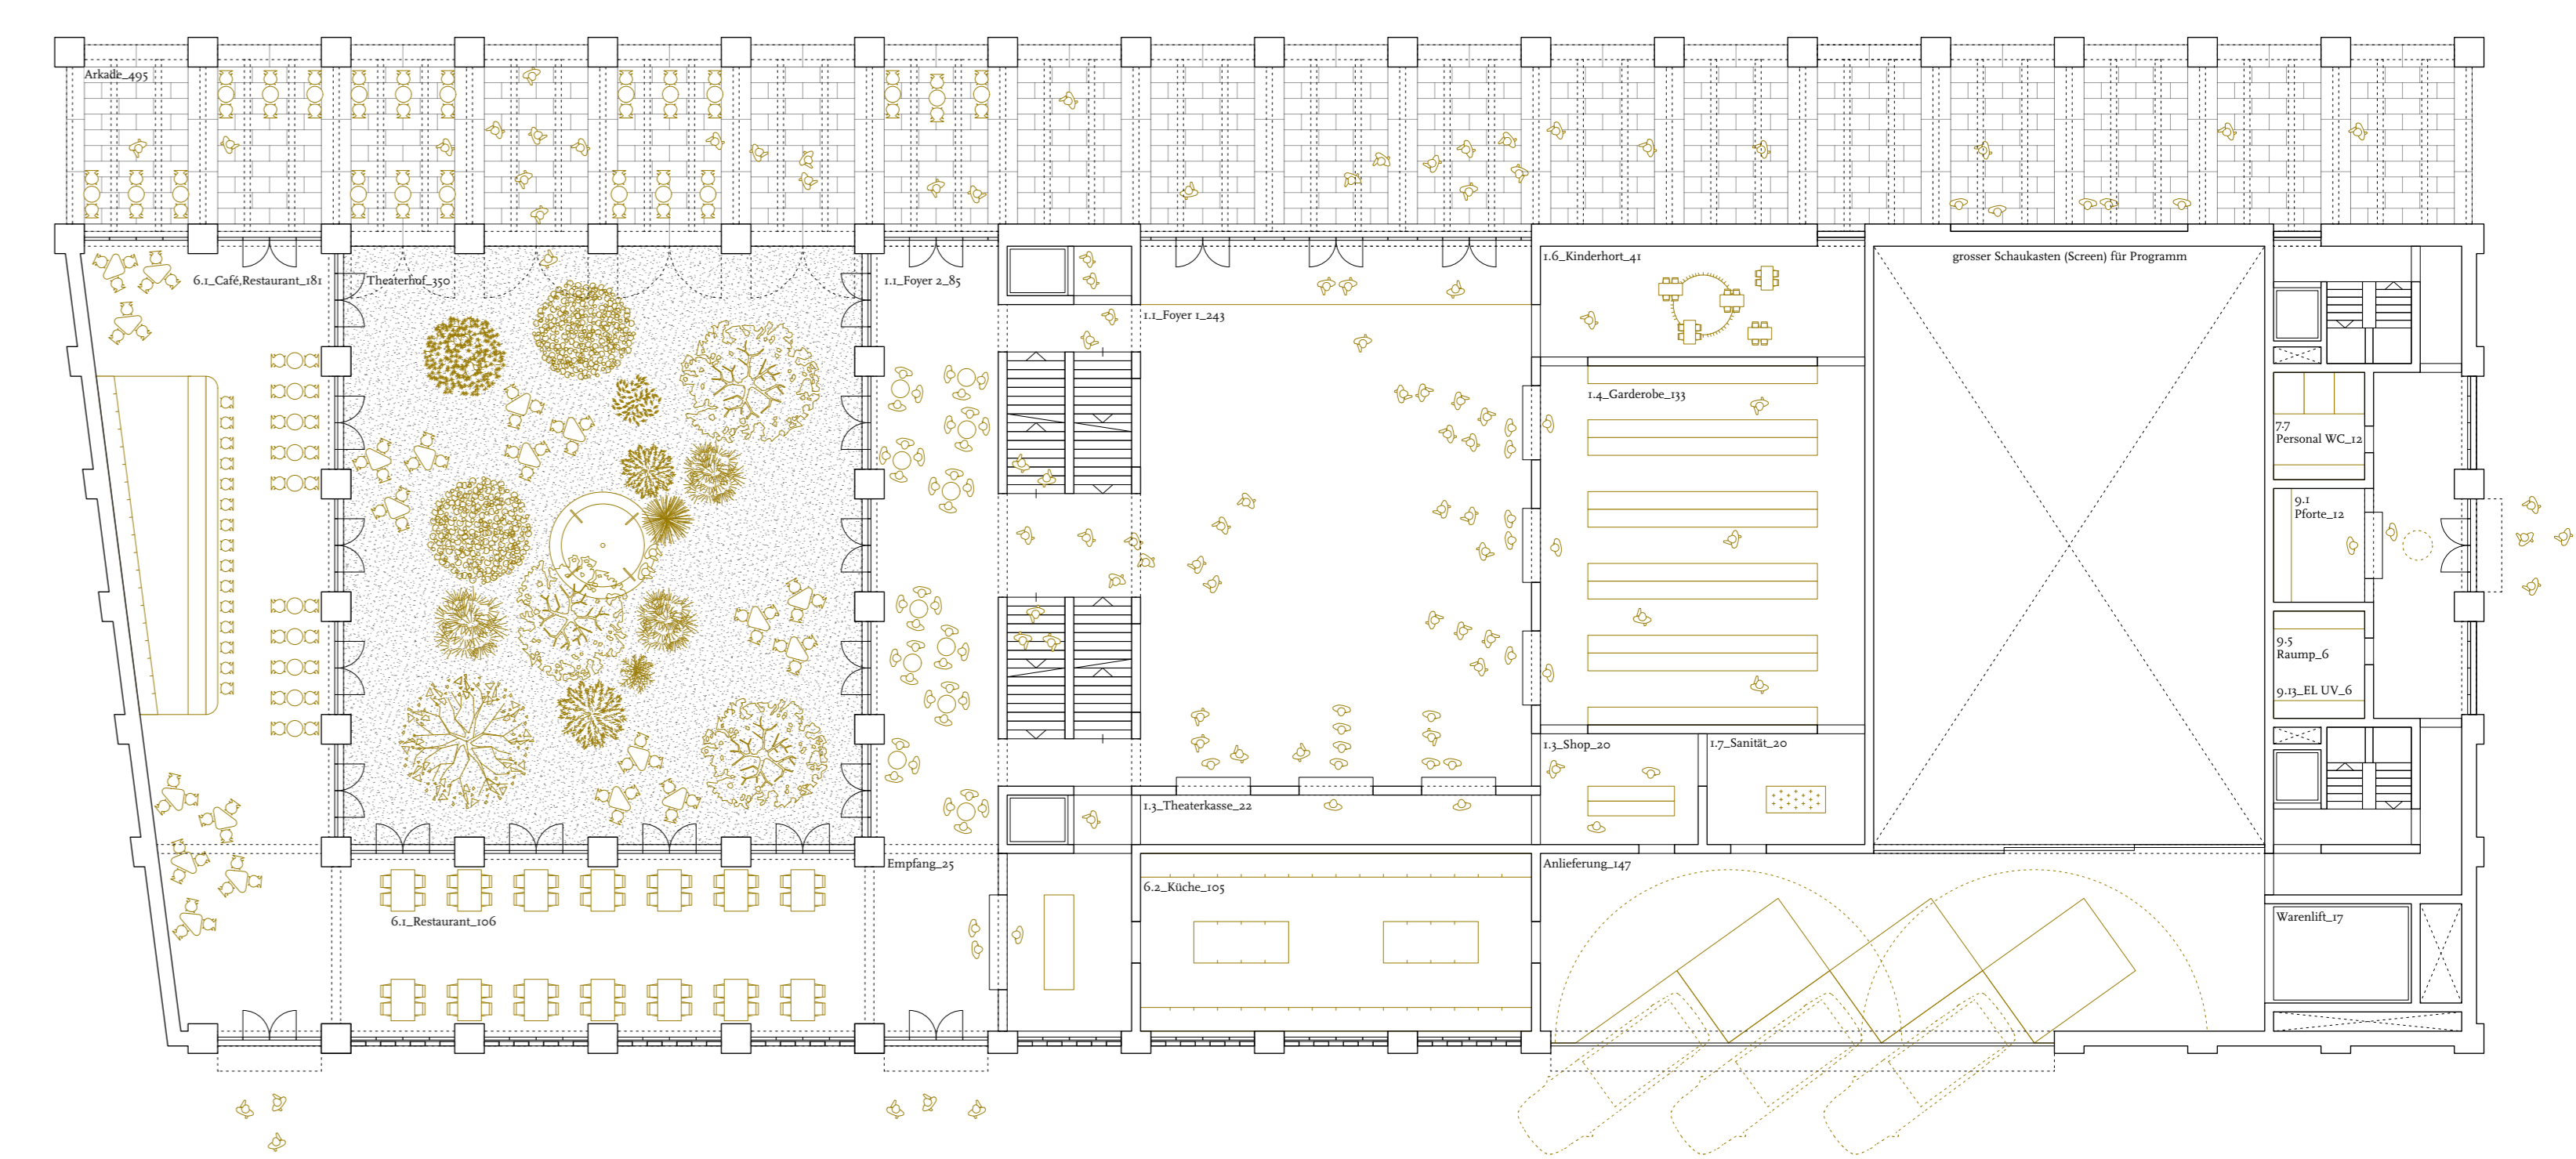 Arkade_495
6.1_Café,Restaurant_181
Theaterhof_350
1.1_Foyer 2_85
1.1_Foyer 1_243
1.6_Kinderhort_41
grosser Schaukasten (Screen) für Programm
1.4_Garderobe_133
7.7
Personal WC_12
9.1
Pforte_12
9.5
Raump_6
9.13_EL UV_6
1.3_Shop_20
1.7_Sanität_20
1.3_Theaterkasse_22
Empfang_25
6.2_Küche_105
Anlieferung_147
6.1_Restaurant_106
Warenlift_17